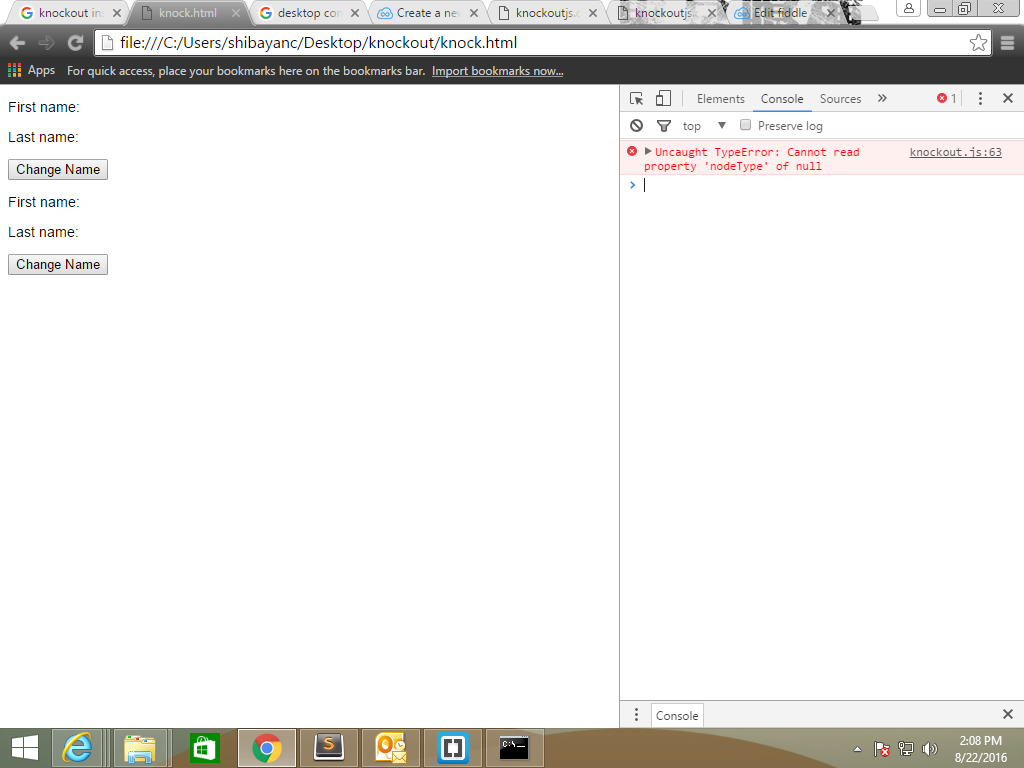 knockout in
knock.html
desktop con
Create a ne
knockoutjs.c
knockoutjs
Edit fiddle
file:///C:/Users/shibayanc/Desktop/knockout/knock.html
Apps For quick access, place your bookmarks here on the bookmarks bar. Import bookmarks now...
First name:
Last name:
Change Name
First name:
Last name:
Change Name
Elements Console Sources » 1
top Preserve log
Uncaught TypeError: Cannot read knockout.js:63
property 'nodeType' of null
Console
2:08 PM
8/22/2016